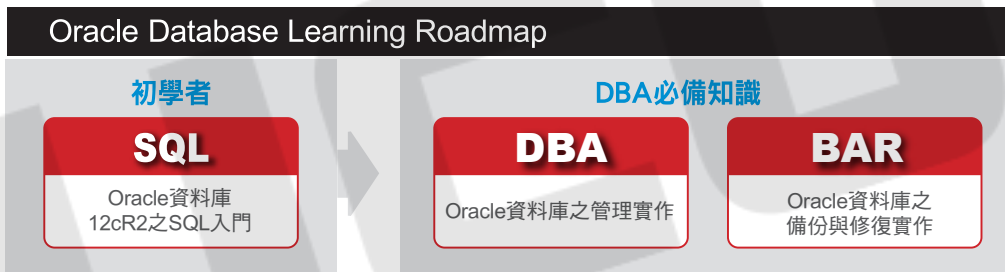 Oracle Database Learning Roadmap
初學者
SQL
Oracle資料庫
12cR2之SQL入門
DBA必備知識
DBA
Oracle資料庫之管理實作
BAR
Oracle資料庫之
備份與修復實作